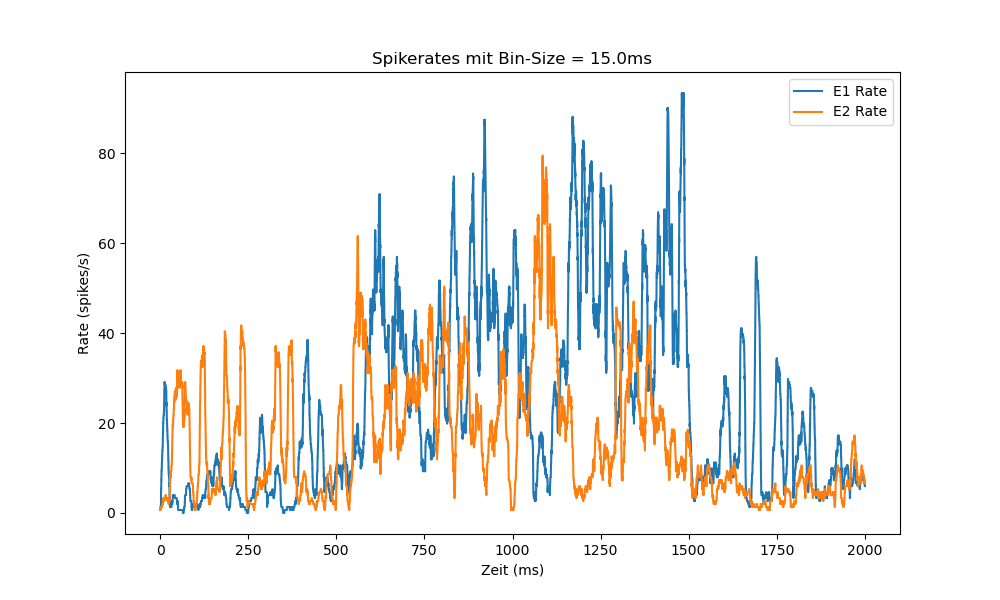 Spikerates mit Bin-Size = 15.0ms
E1 Rate
E2 Rate
Rate (spikes/s)
80
60
40
20
0
0 250 500 750 1000 1250 1500 1750 2000
Zeit (ms)